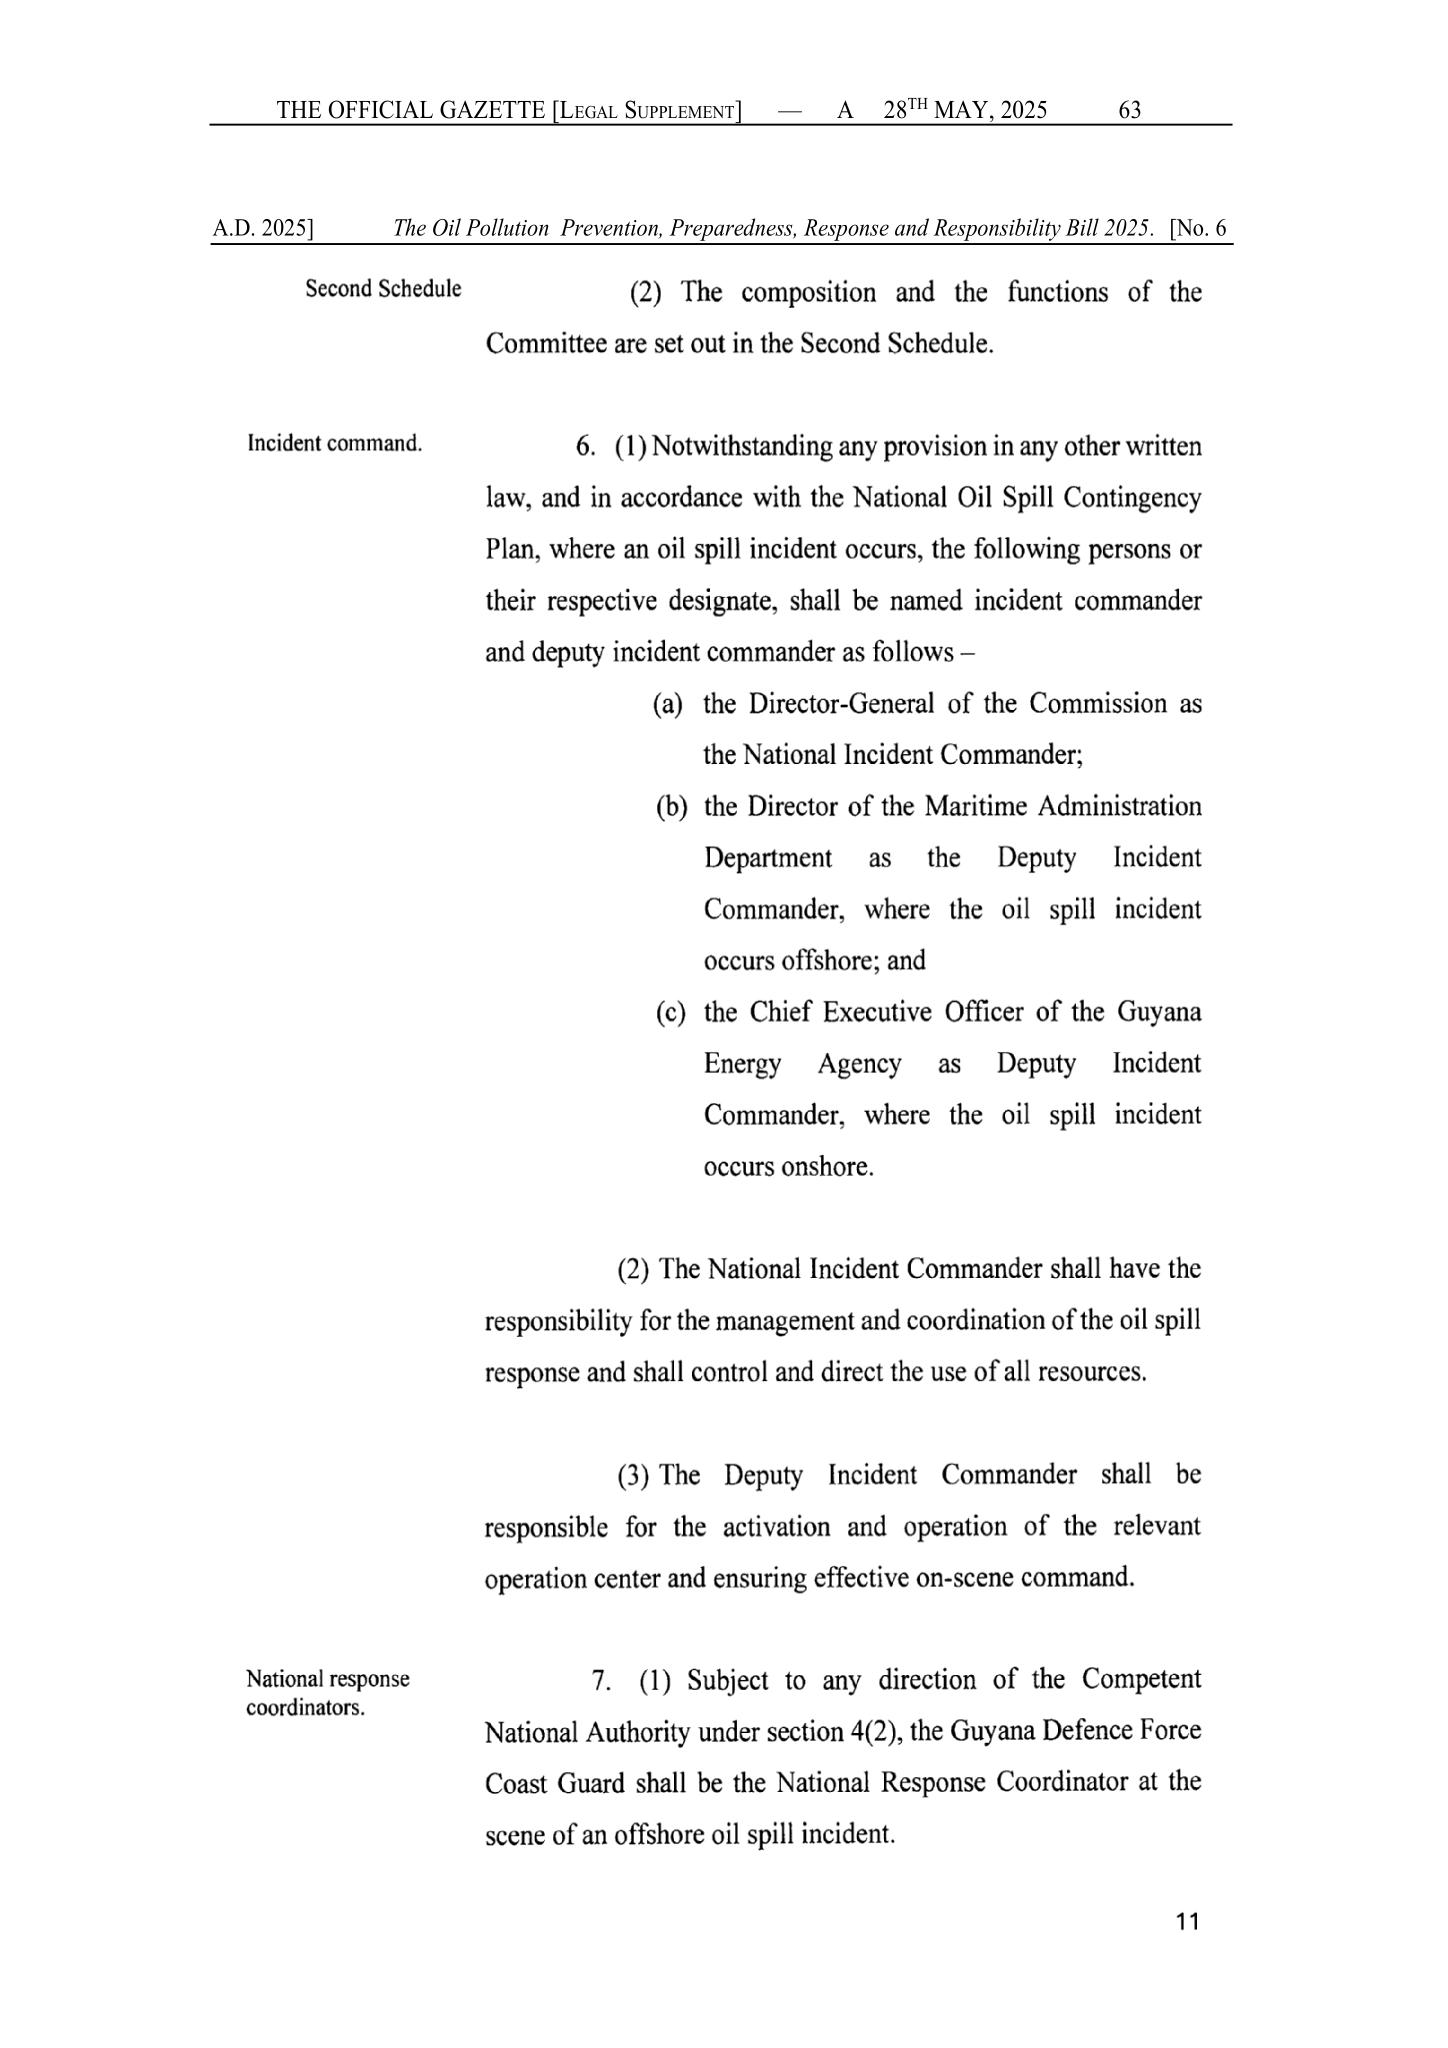 THE OFFICIAL GAZETTE [LEGAL SUPPLEMENT] — A 28TH MAY, 2025 63
A.D. 2025] The Oil Pollution Prevention, Preparedness, Response and Responsibility Bill 2025. [No. 6
Second Schedule (2) The composition and the functions of the
Committee are set out in the Second Schedule.
Incident command. 6. (1) Notwithstanding any provision in any other written
law, and in accordance with the National Oil Spill Contingency
Plan, where an oil spill incident occurs, the following persons or
their respective designate, shall be named incident commander
and deputy incident commander as follows –
(a) the Director-General of the Commission as
the National Incident Commander;
(b) the Director of the Maritime Administration
Department as the Deputy Incident
Commander, where the oil spill incident
occurs offshore; and
(c) the Chief Executive Officer of the Guyana
Energy Agency as Deputy Incident
Commander, where the oil spill incident
occurs onshore.
(2) The National Incident Commander shall have the
responsibility for the management and coordination of the oil spill
response and shall control and direct the use of all resources.
(3) The Deputy Incident Commander shall be
responsible for the activation and operation of the relevant
operation center and ensuring effective on-scene command.
National response
coordinators.
7. (1) Subject to any direction of the Competent
National Authority under section 4(2), the Guyana Defence Force
Coast Guard shall be the National Response Coordinator at the
scene of an offshore oil spill incident.
11